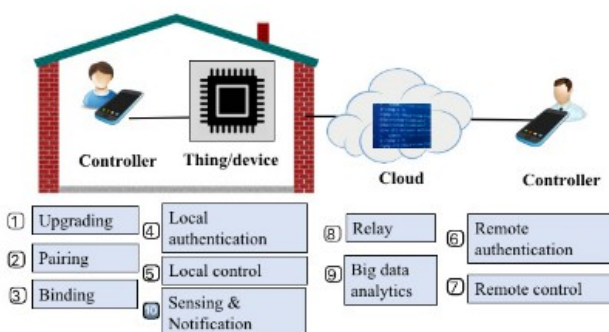 Controller
Thing/device
Cloud
Controller
① Upgrading
② Pairing
③ Binding
④ Local
authentication
⑤ Local control
⑩ Sensing &
Notification
⑧ Relay
⑨ Big data
analytics
⑥ Remote
authentication
⑦ Remote control